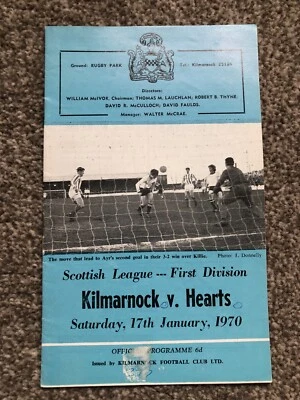 Ground: RUGBY PARK
Tel: Kilmarnock 25184
Directors:
WILLIAM McIVOR, Chairman; THOMAS M. LAUCHLAN; ROBERT B. THYNE,
DAVID R. McCULLOCH; DAVID FAULDS.
Manager: WALTER McCRAE.
The move that lead to Ayr's second goal in their 3-2 win over Killie.
Photo: J. Donnelly
Scottish League --- First Division
Kilmarnock v. Hearts
Saturday, 17th January, 1970
PROGRAMME 6d
Issued by KILMARNOCK FOOTBALL CLUB LTD.